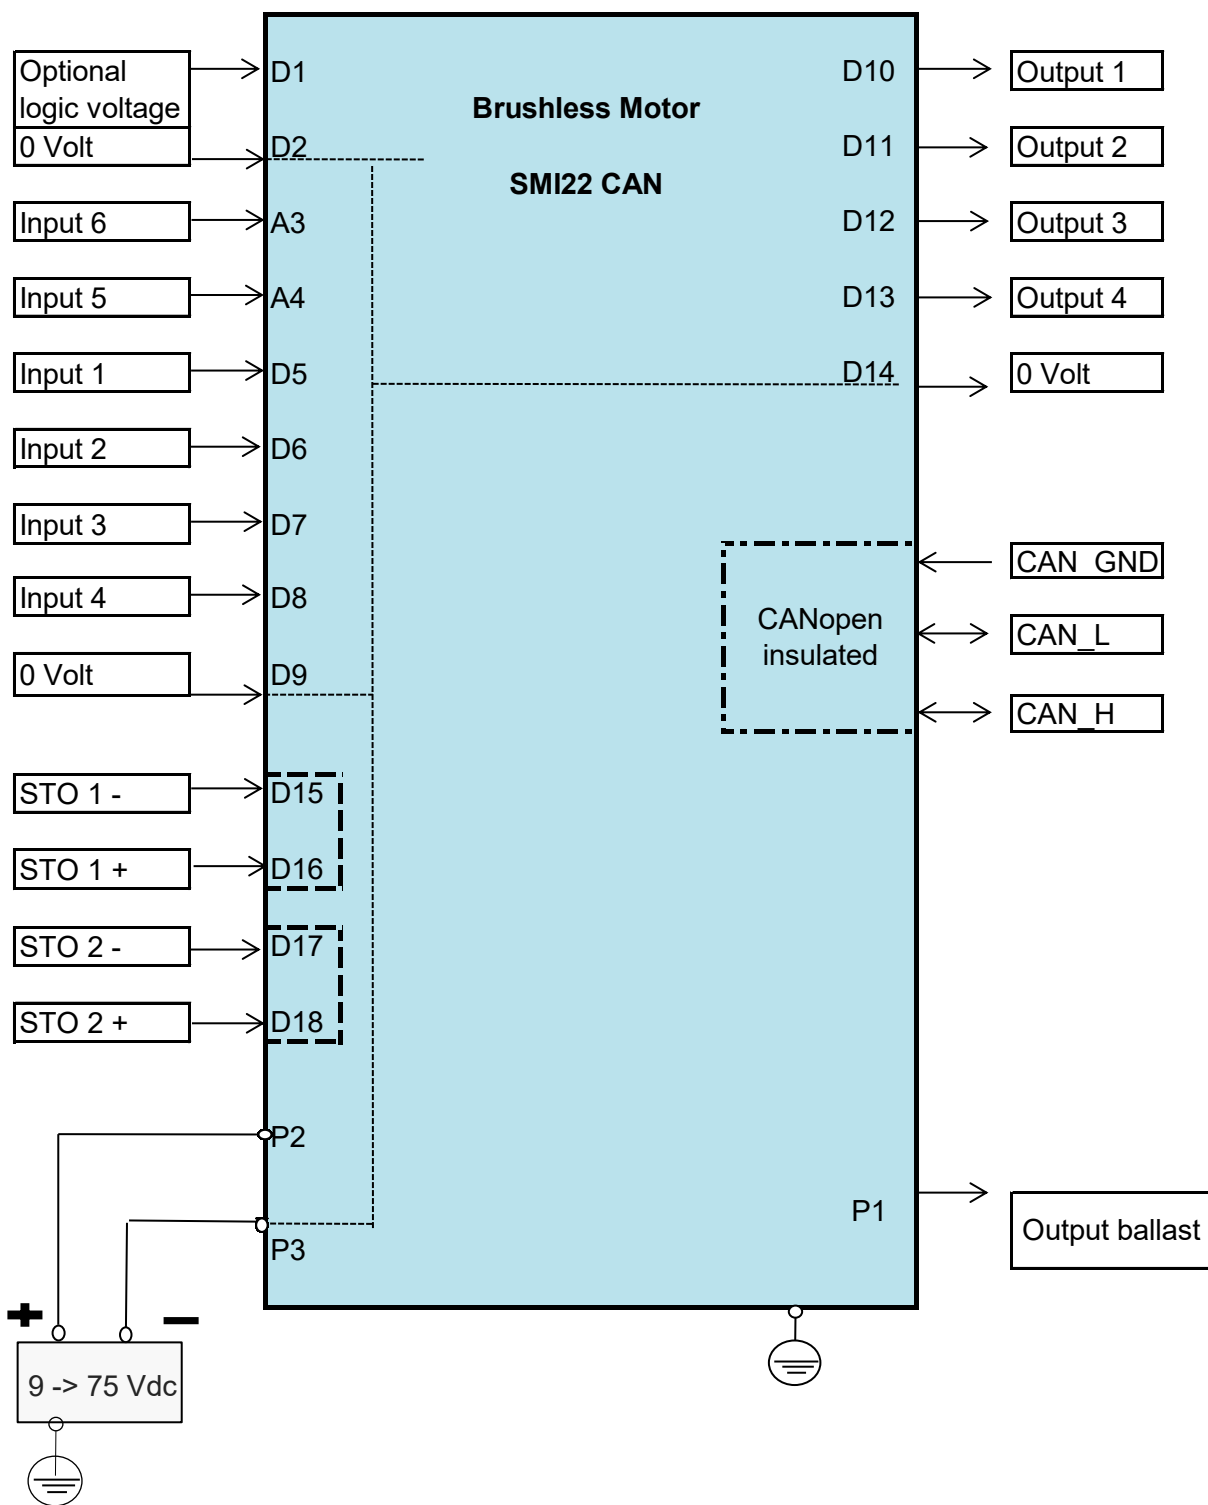 Brushless Motor
SMI22 CAN
Optional
logic voltage
0 Volt
Input 6
Input 5
Input 1
Input 2
Input 3
Input 4
0 Volt
STO 1 -
STO 1 +
STO 2 -
STO 2 +
D1
D2
A3
A4
D5
D6
D7
D8
D9
D15
D16
D17
D18
P2
P3
D10
D11
D12
D13
D14
CANopen
insulated
P1
Output 1
Output 2
Output 3
Output 4
0 Volt
CAN_GND
CAN_L
CAN_H
Output ballast
+ −
9 -> 75 Vdc